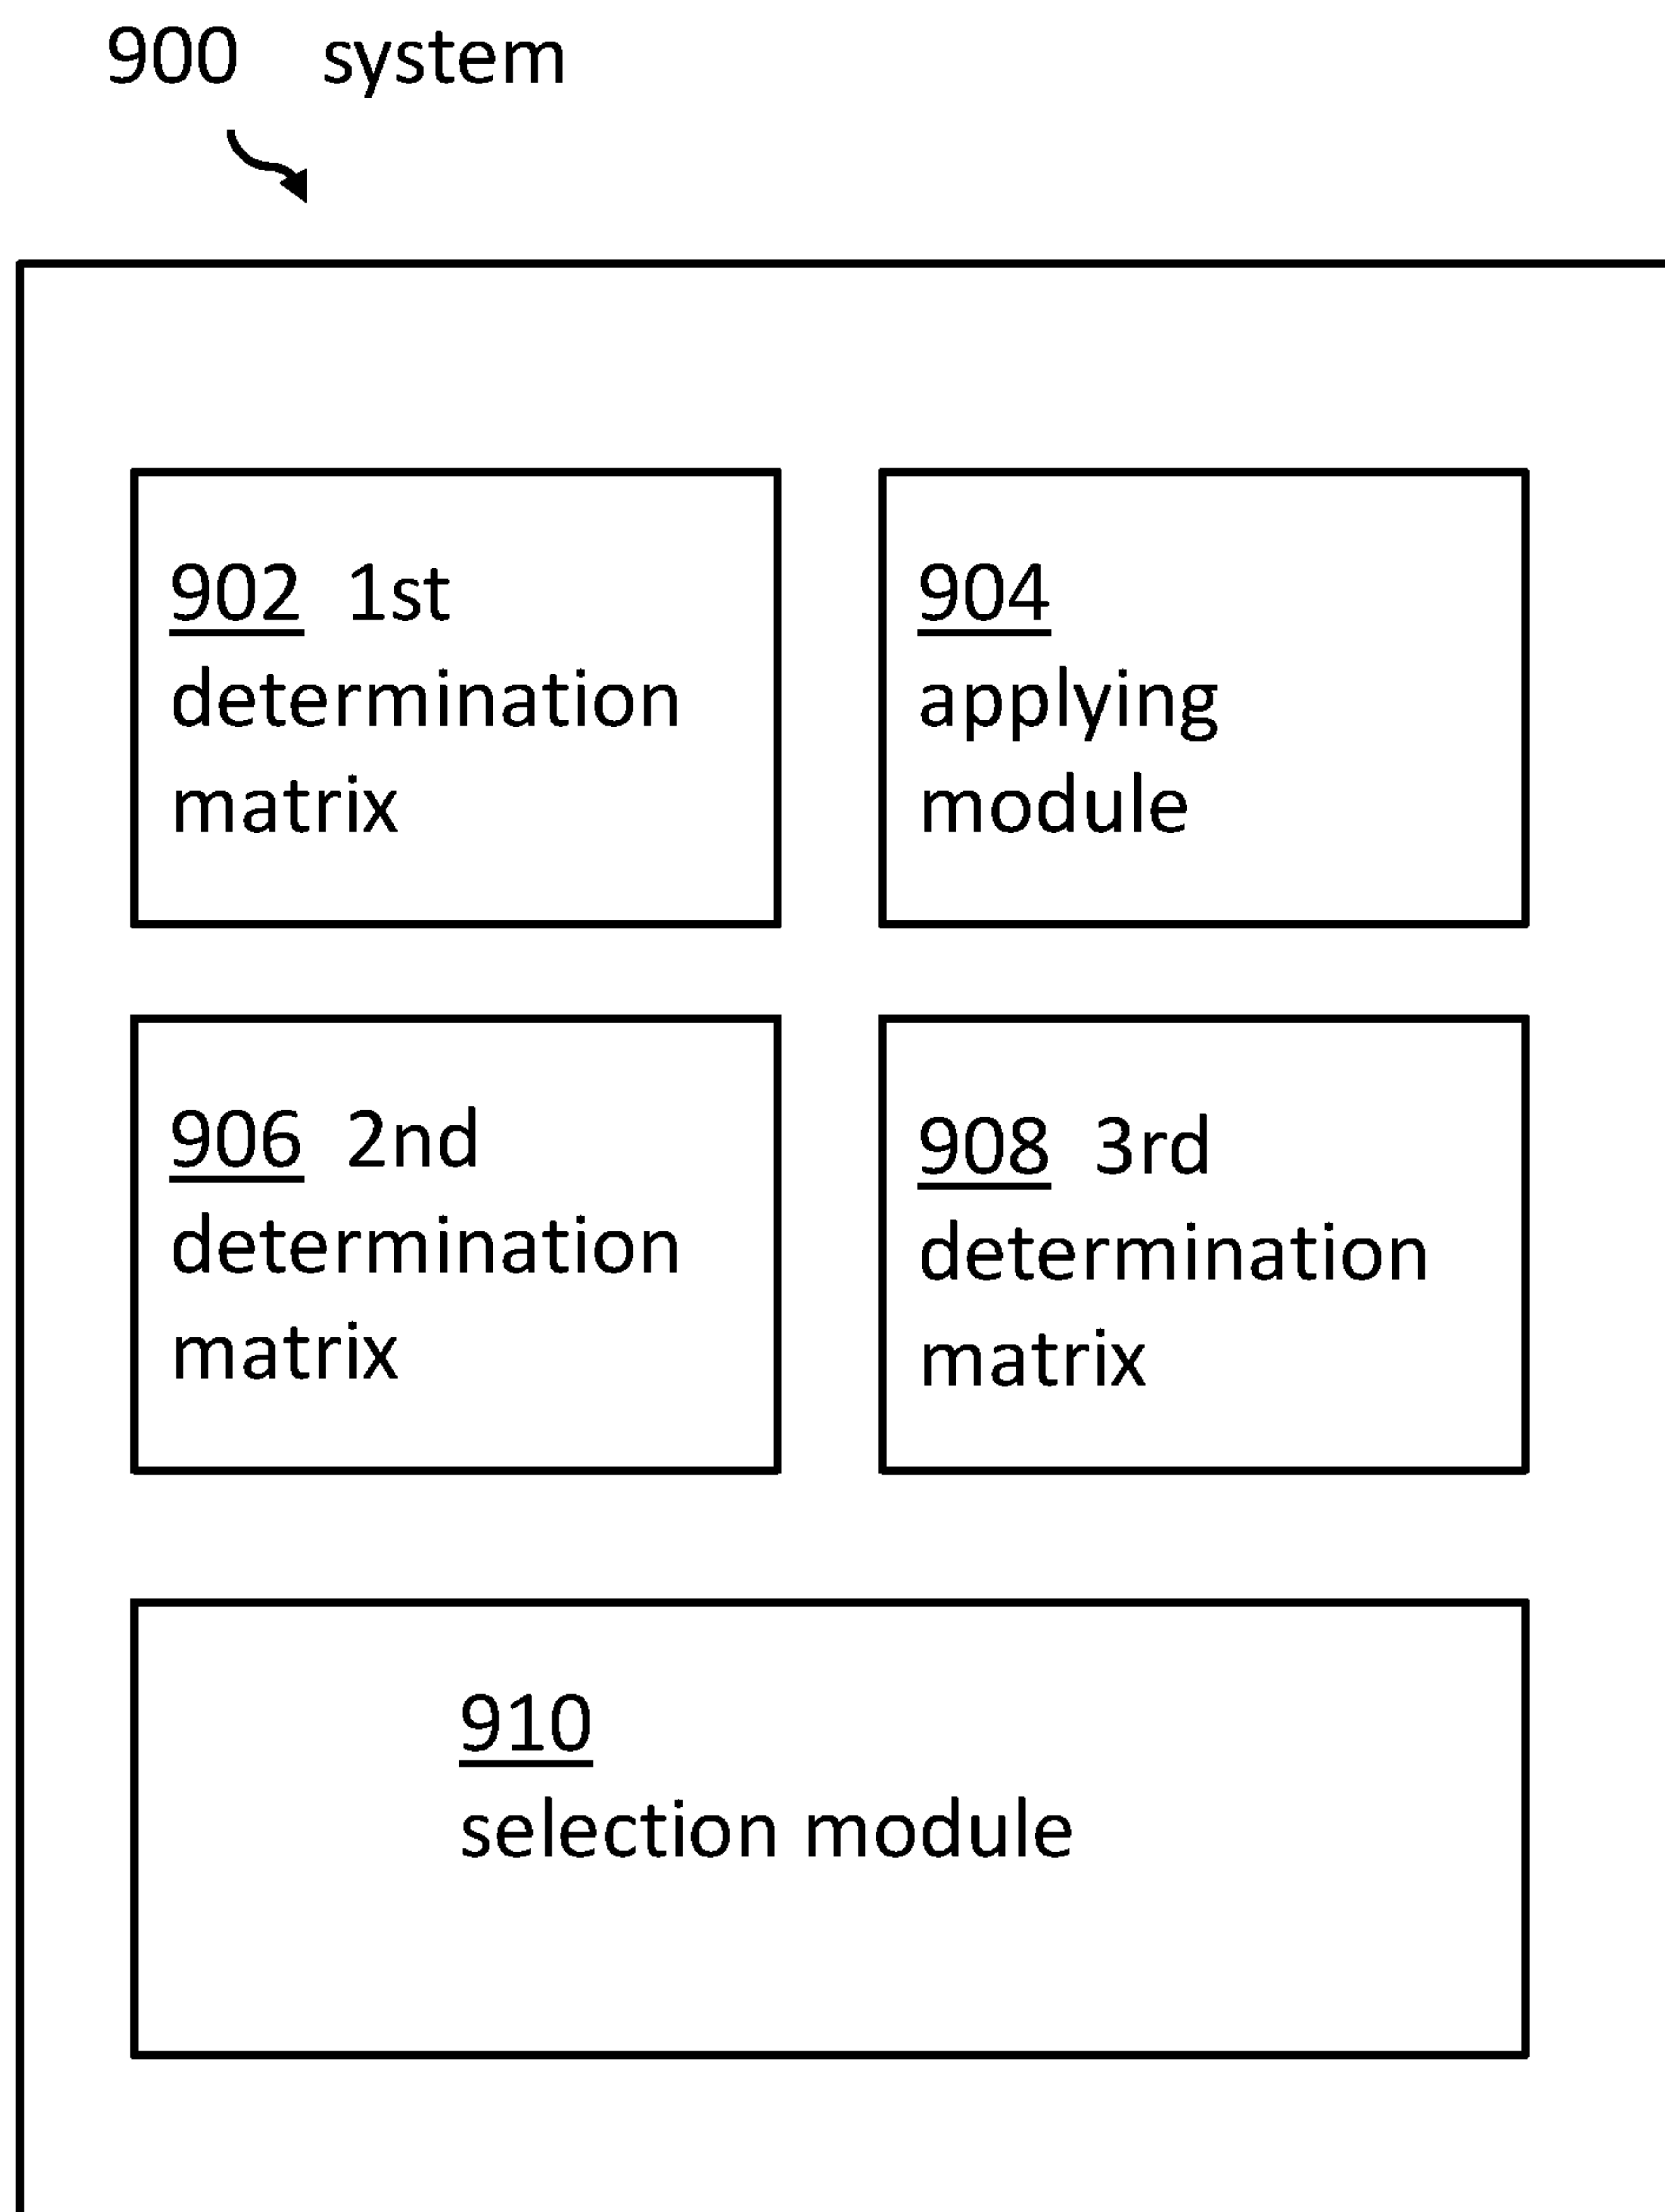 900 system
902 1st
determination
matrix
904
applying
module
906 2nd
determination
matrix
908 3rd
determination
matrix
910
selection module